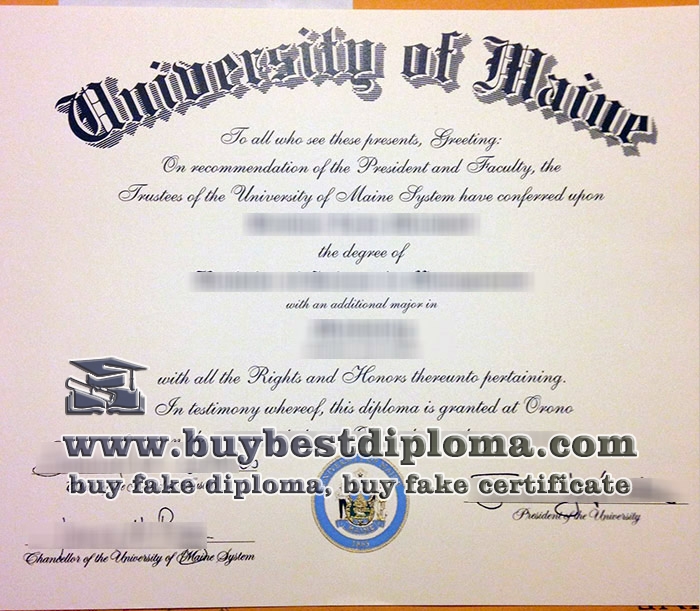 University of Maine
To all who see these presents, Greeting:
On recommendation of the President and Faculty, the
Trustees of the University of Maine System have conferred upon
the degree of
with an additional major in
with all the Rights and Honors thereunto pertaining.
In testimony whereof, this diploma is granted at Orono
www.buybestdiploma.com
buy fake diploma, buy fake certificate
President of the University
Chancellor of the University of Maine System